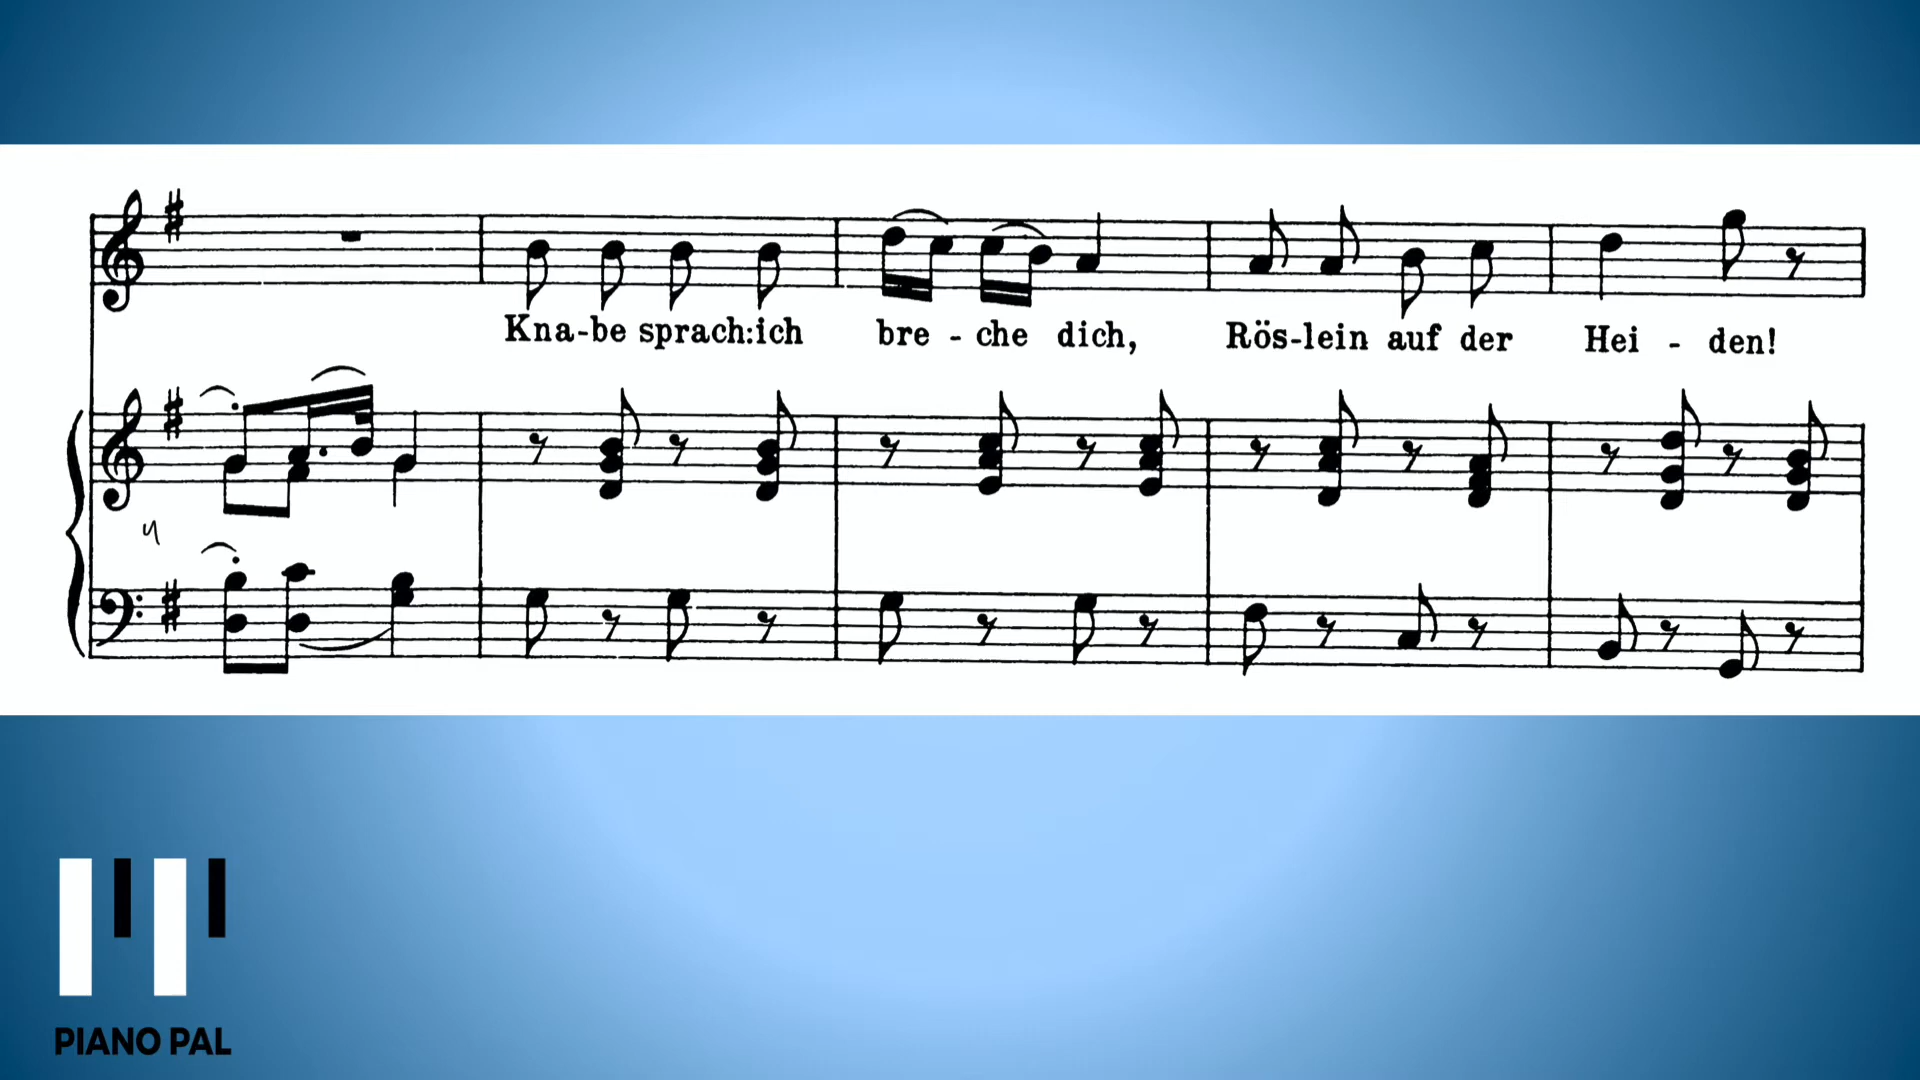 Kna-be sprach:ich bre - che dich, Rös-lein auf der Hei - den!
PIANO PAL